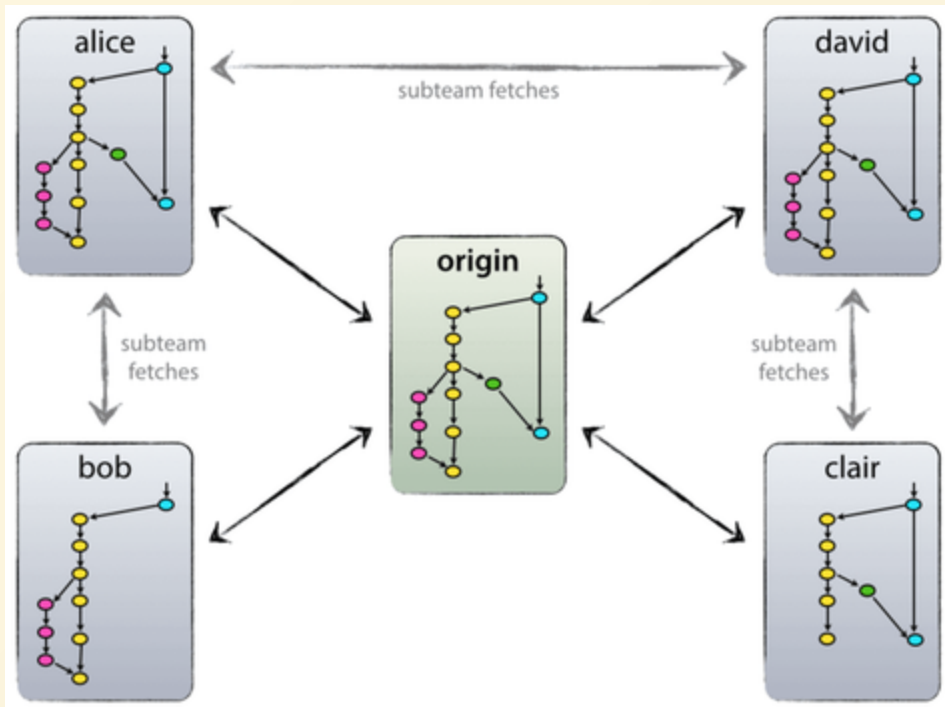 alice
david
subteam fetches
origin
subteam
fetches
subteam
fetches
bob
clair